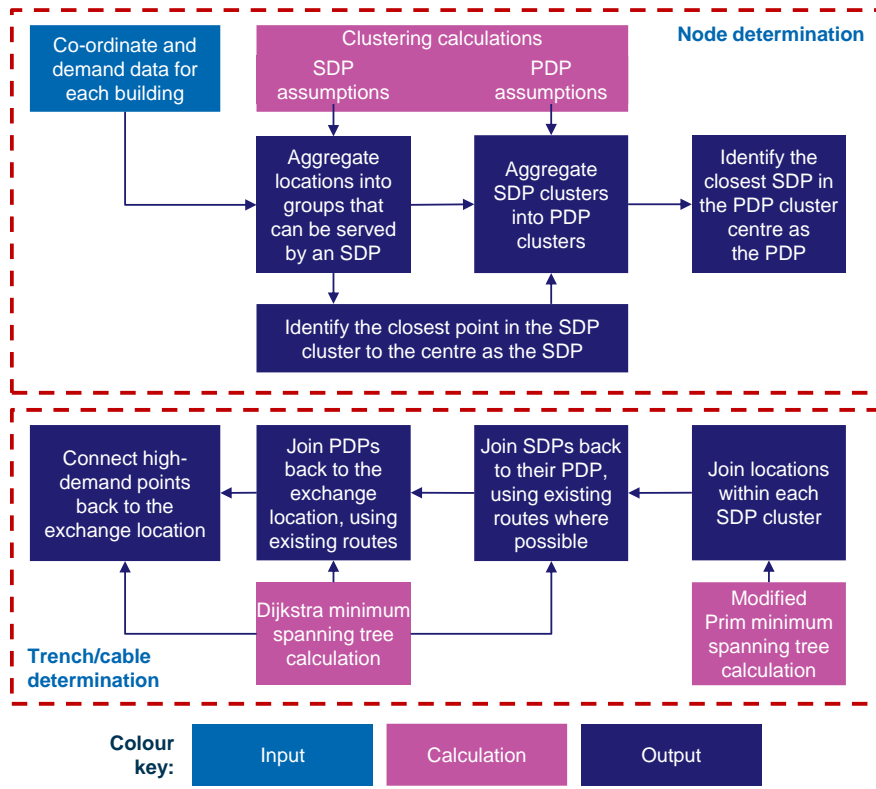 Co-ordinate and
demand data for
each building
Clustering calculations
SDP
assumptions
PDP
assumptions
Node determination
Aggregate
locations into
groups that
can be served
by an SDP
Aggregate
SDP clusters
into PDP
clusters
Identify the
closest SDP in
the PDP cluster
centre as
the PDP
Identify the closest point in the SDP
cluster to the centre as the SDP
Connect high-
demand points
back to the
exchange location
Join PDPs
back to the
exchange
location, using
existing routes
Join SDPs back
to their PDP,
using existing
routes where
possible
Join locations
within each
SDP cluster
Dijkstra minimum
spanning tree
calculation
Modified
Prim minimum
spanning tree
calculation
Trench/cable
determination
Colour
key:
Input
Calculation
Output